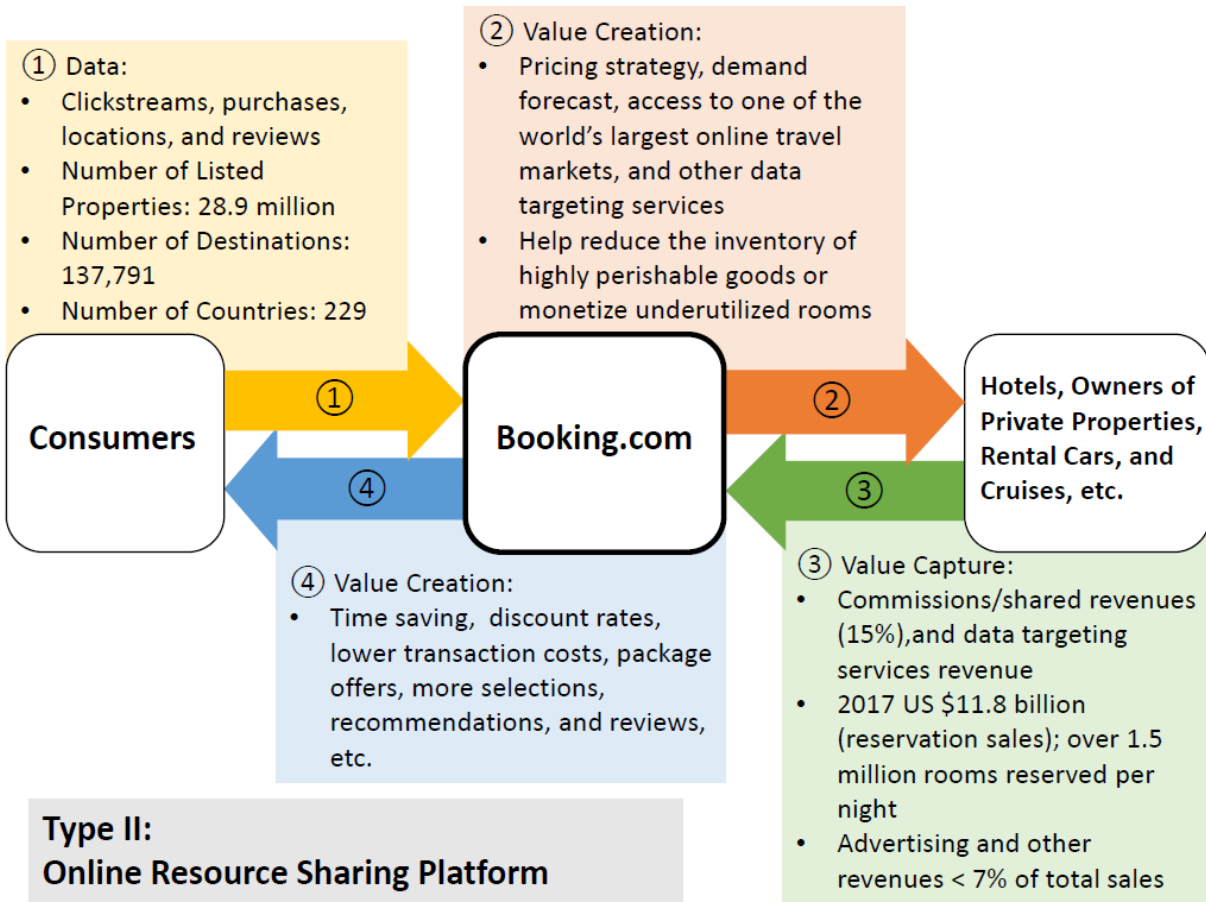 ① Data:
• Clickstreams, purchases,
locations, and reviews
• Number of Listed
Properties: 28.9 million
• Number of Destinations:
137,791
• Number of Countries: 229
② Value Creation:
• Pricing strategy, demand
forecast, access to one of the
world’s largest online travel
markets, and other data
targeting services
• Help reduce the inventory of
highly perishable goods or
monetize underutilized rooms
Consumers
①
④
Booking.com
②
③
Hotels, Owners of
Private Properties,
Rental Cars, and
Cruises, etc.
④ Value Creation:
• Time saving, discount rates,
lower transaction costs, package
offers, more selections,
recommendations, and reviews,
etc.
③ Value Capture:
• Commissions/shared revenues
(15%),and data targeting
services revenue
• 2017 US $11.8 billion
(reservation sales); over 1.5
million rooms reserved per
night
• Advertising and other
revenues < 7% of total sales
Type II:
Online Resource Sharing Platform